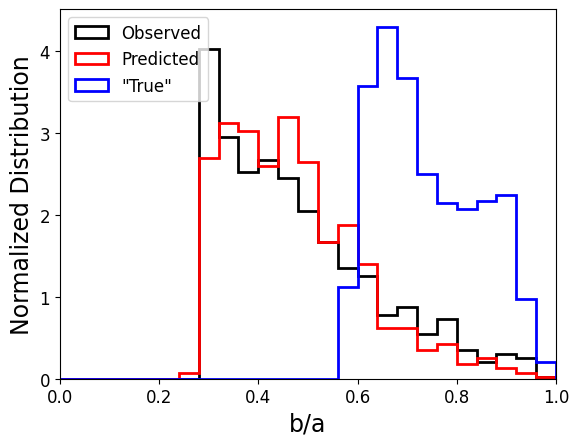 Observed
Predicted
"True"
Normalized Distribution
4
3
2
1
0
0.0 0.2 0.4 0.6 0.8 1.0
b/a